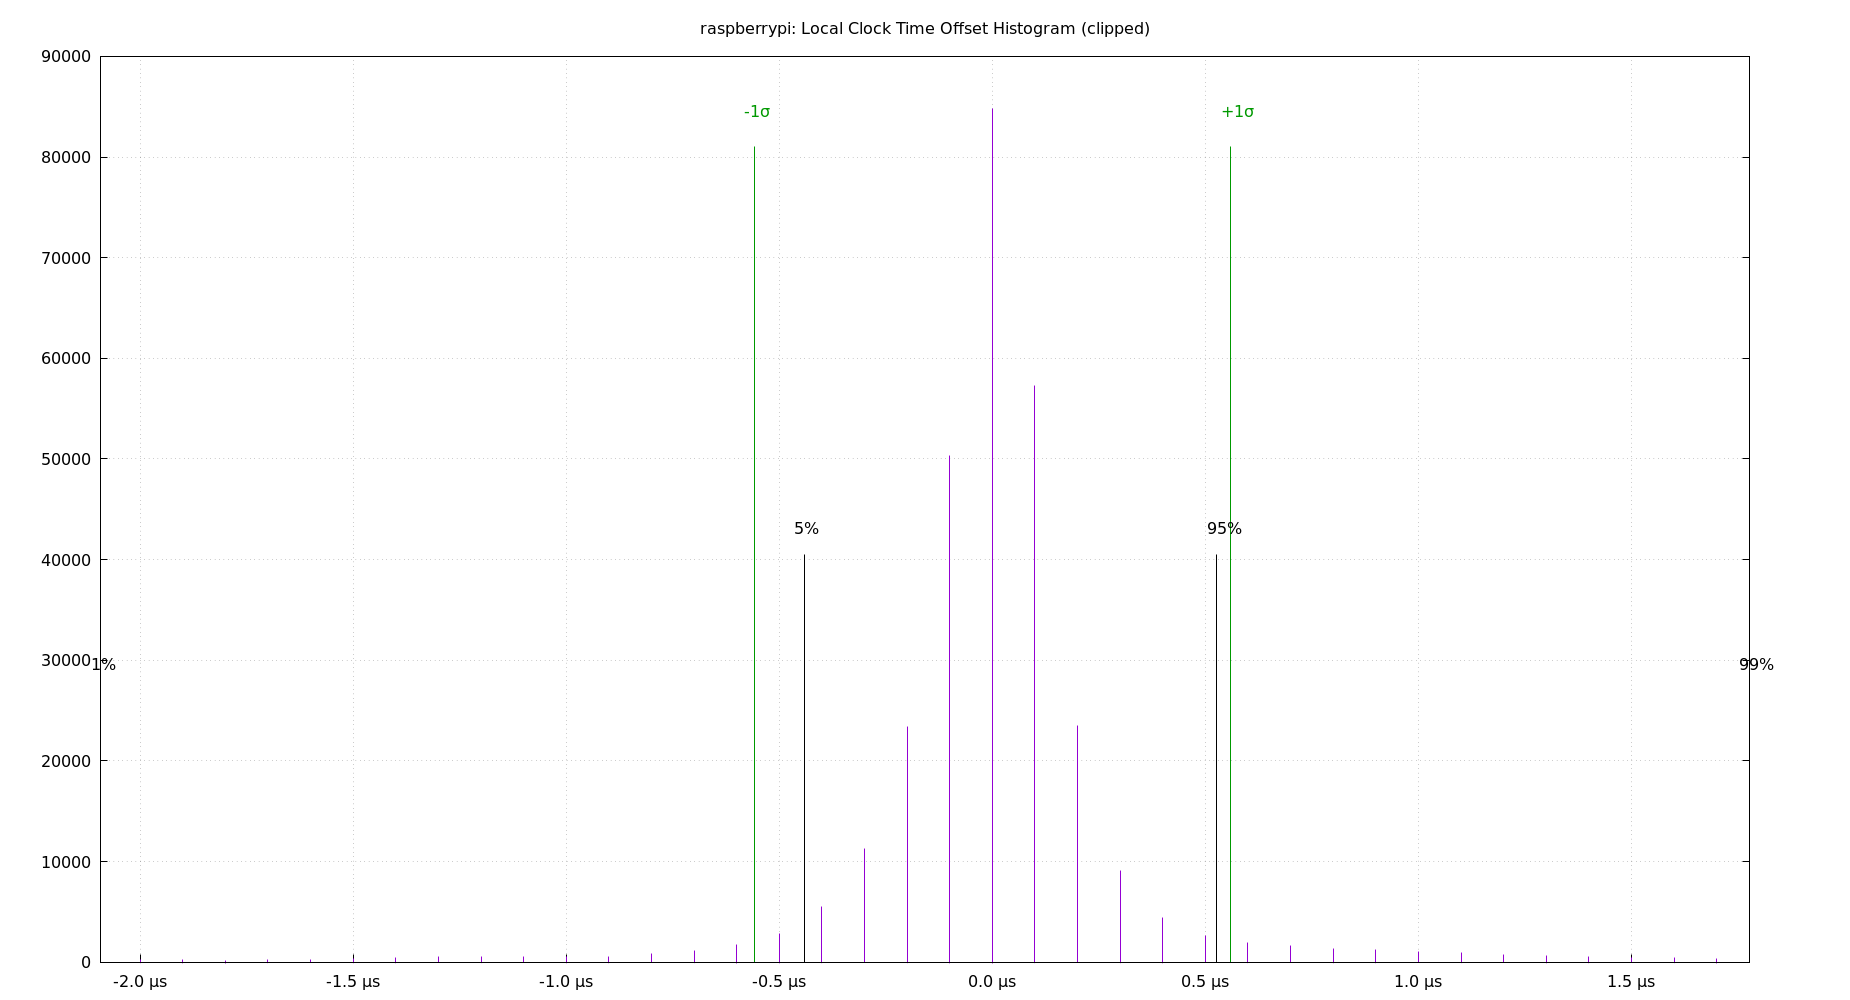 raspberrypi: Local Clock Time Offset Histogram (clipped)
90000
-1σ +1σ
80000
70000
60000
50000
5% 95%
40000
30000 1% 99%
20000
10000
0
-2.0 µs -1.5 µs -1.0 µs -0.5 µs 0.0 µs 0.5 µs 1.0 µs 1.5 µs